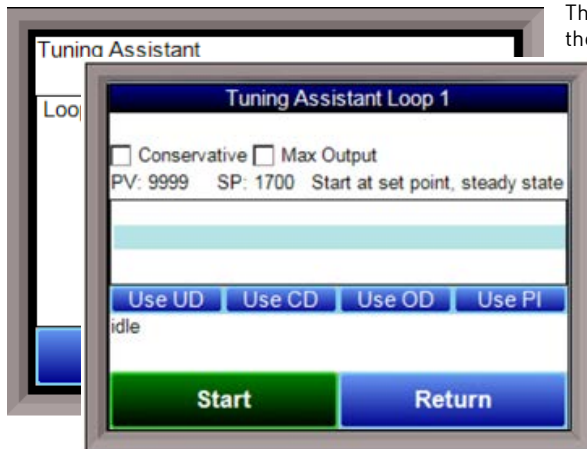 Tuning Assistant
Tuning Assistant Loop 1
Conservative Max Output
PV: 9999 SP: 1700 Start at set point, steady state
Use UD Use CD Use OD Use PI
idle
Start Return